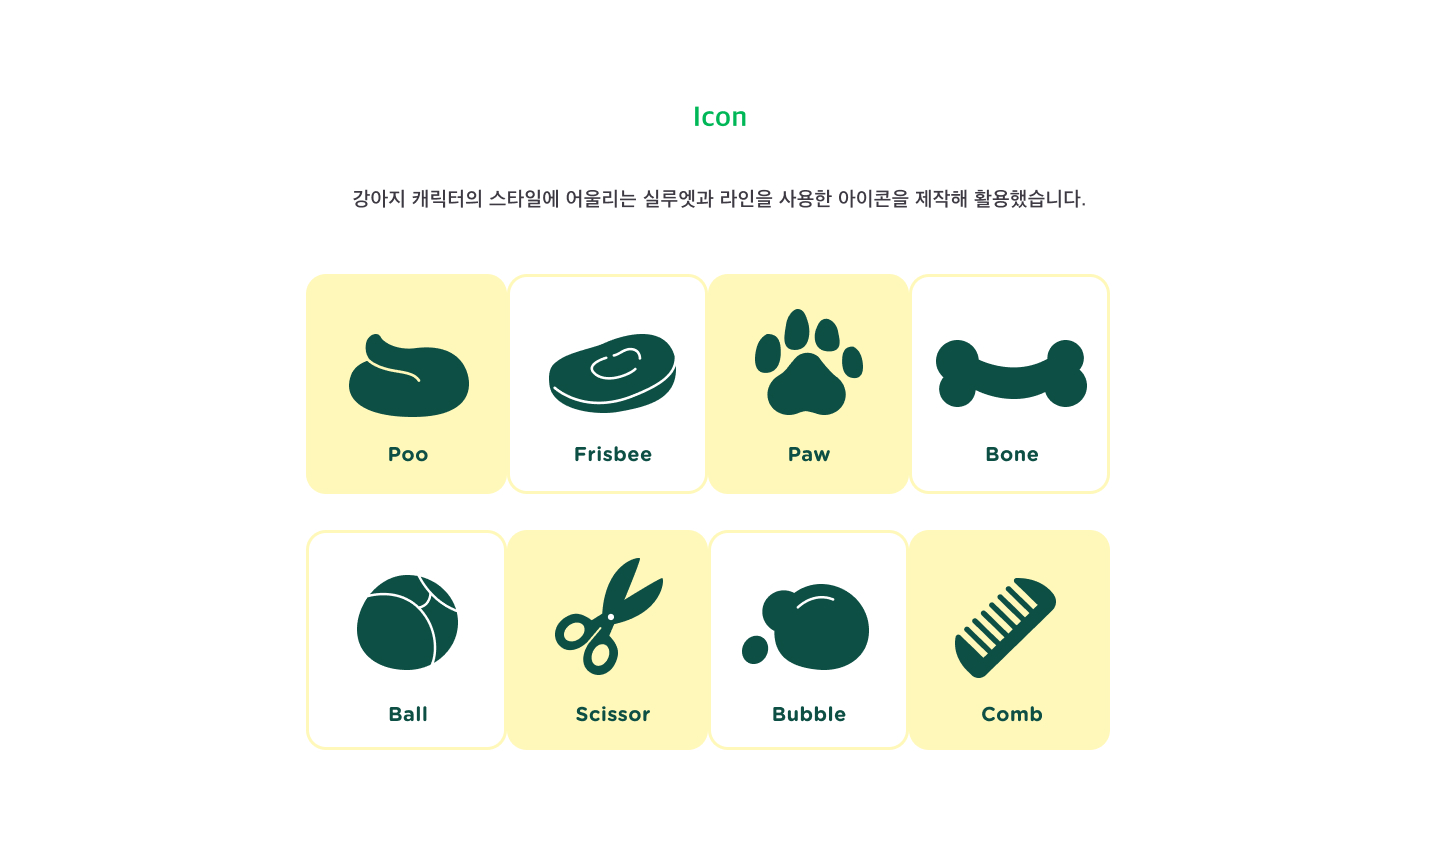 Icon
강아지 캐릭터의 스타일에 어울리는 실루엣과 라인을 사용한 아이콘을 제작해 활용했습니다.
Poo
Frisbee
Paw
Bone
Ball
Scissor
Bubble
Comb